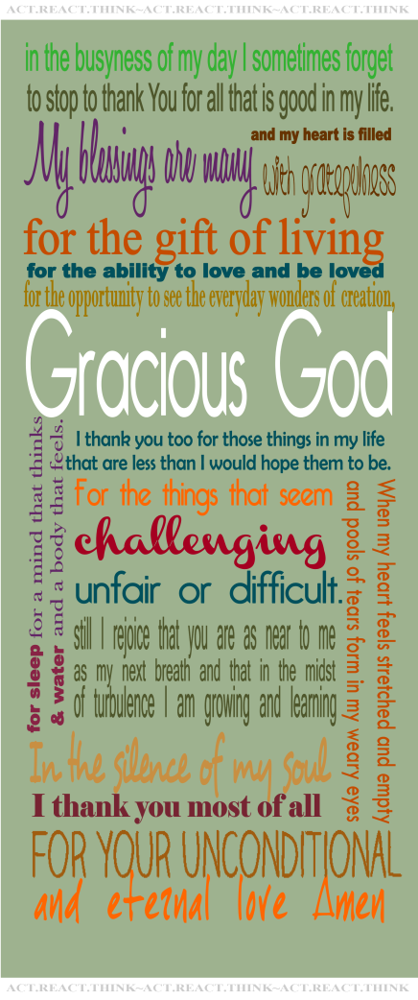 ACT.REACT.THINK~ACT.REACT.THINK~ACT.REACT.THINK
in the busyness of my day I sometimes forget
to stop to thank You for all that is good in my life.
My blessings are many
and my heart is filled
with gratefulness
for the gift of living
for the ability to love and be loved
for the opportunity to see the everyday wonders of creation,
Gracious God
for sleep for a mind that thinks
& water and a body that feels.
I thank you too for those things in my life
that are less than I would hope them to be.
For the things that seem
challenging
unfair or difficult.
When my heart feels stretched and empty
and pools of tears form in my weary eyes
still I rejoice that you are as near to me
as my next breath and that in the midst
of turbulence I am growing and learning
In the silence of my soul
I thank you most of all
FOR YOUR UNCONDITIONAL
and eternal love Amen
ACT.REACT.THINK~ACT.REACT.THINK~ACT.REACT.THINK